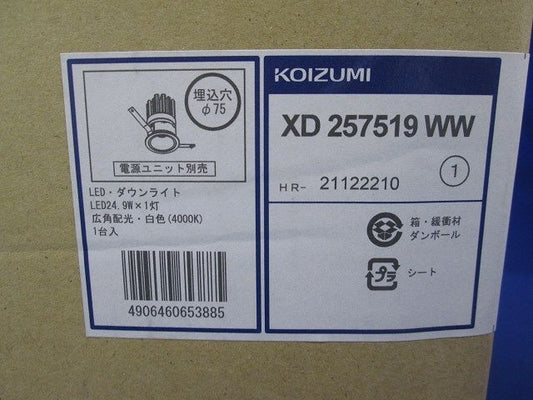 埋込穴
φ75
電源ユニット別売
LED・ダウンライト
LED24.9W×1灯
広角配光・白色(4000K)
1台入
4906460653885
KOIZUMI
XD 257519 WW
HR- 21122210 1
箱・緩衝材
ダンボール
プラ シート